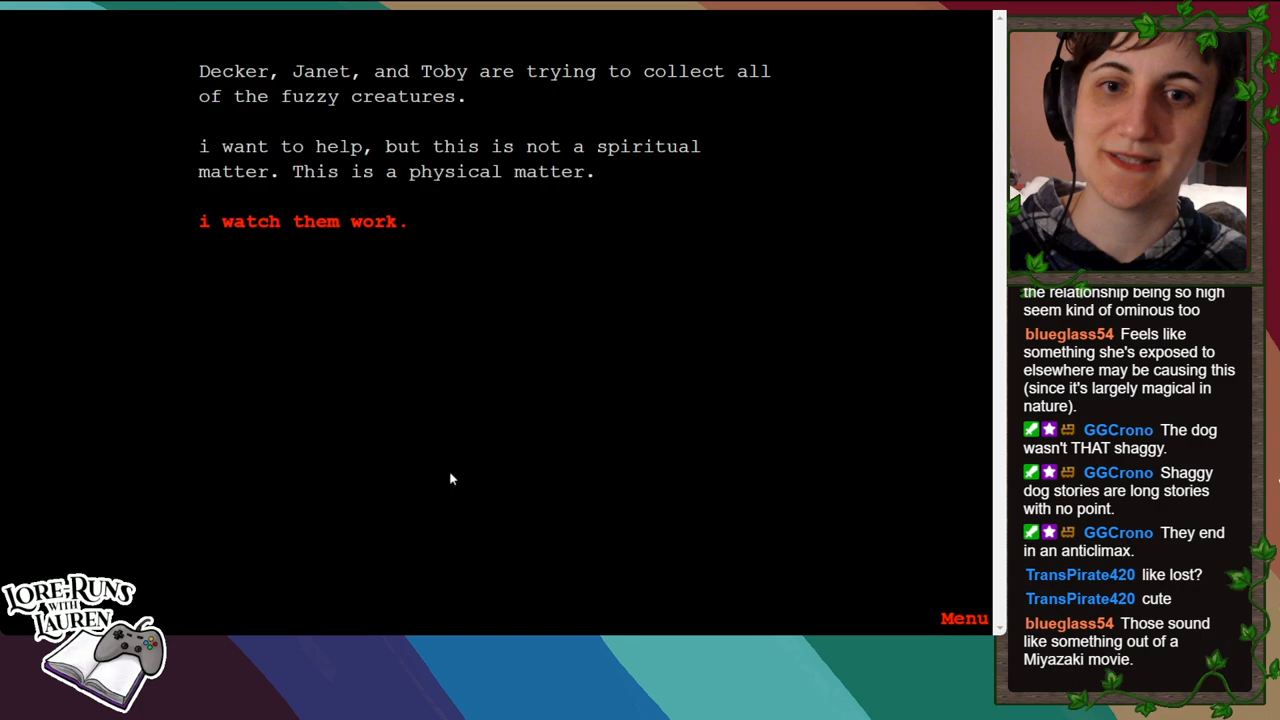 Decker, Janet, and Toby are trying to collect all
of the fuzzy creatures.
i want to help, but this is not a spiritual
matter. This is a physical matter.
i watch them work.
Menu
LORE-RUNS
WITH
LAUREN
the relationship being so high
seem kind of ominous too
blueglass54 Feels like
something she's exposed to
elsewhere may be causing this
(since it's largely magical in
nature).
GGCrono The dog
wasn't THAT shaggy.
GGCrono Shaggy
dog stories are long stories
with no point.
GGCrono They end
in an anticlimax.
TransPirate420 like lost?
TransPirate420 cute
blueglass54 Those sound
like something out of a
Miyazaki movie.